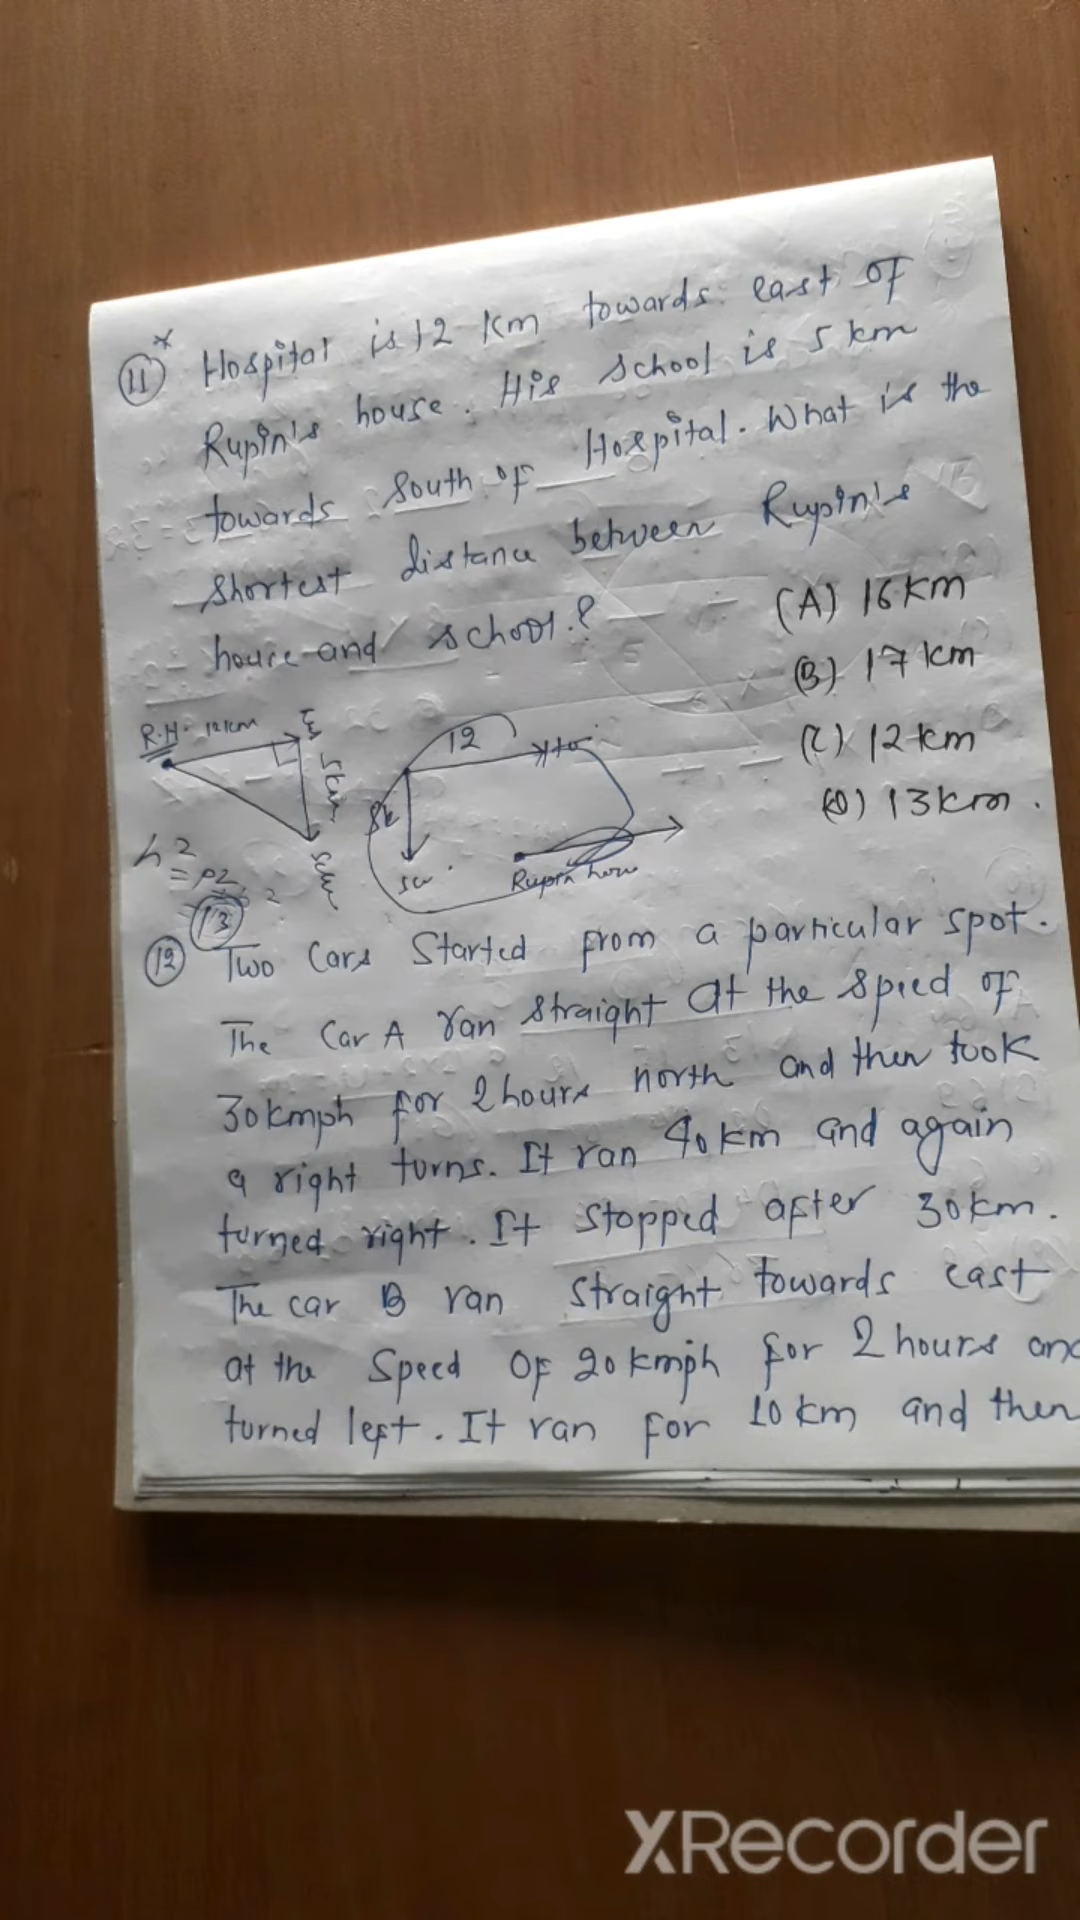 (11)* Hospital is 12 Km towards east of
Rupin's house. His school is 5 km
towards South of Hospital. What is the
shortest distance between Rupin's
house and school?
(A) 16 km
(B) 17 km
(C) 12 km
(D) 13 km.
R.H. 12 km
5 km
12
Rupin
h2
= p2
13
(12) Two Cars Started from a particular spot.
The Car A ran straight at the speed of
30 kmph for 2 hours north and then took
a right turns. It ran 40 km and again
turned right. It stopped after 30 km.
The car B ran straight towards east
at the speed of 20 kmph for 2 hours and
turned left. It ran for 10 km and then
XRecorder